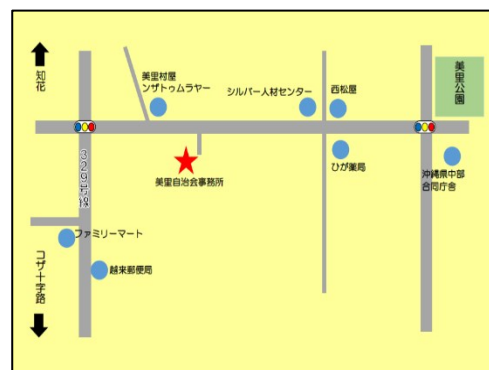 知花
美里村屋
ンザトゥムラヤー
シルバー人材センター
西松屋
美里公園
329号線
美里自治会事務所
ひが薬局
沖縄県中部
合同庁舎
ファミリーマート
越来郵便局
コザ十字路